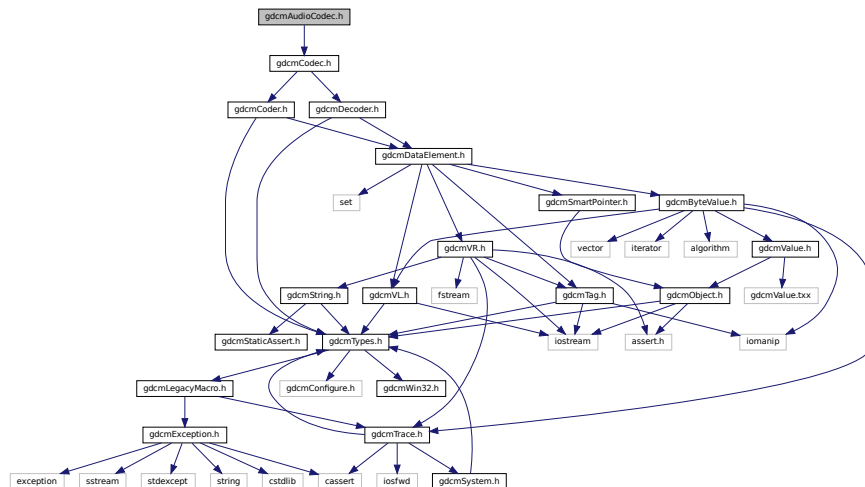 gdcmAudioCodec.h
gdcmCodec.h
gdcmCoder.h
gdcmDecoder.h
gdcmDataElement.h
set
gdcmSmartPointer.h
gdcmByteValue.h
gdcmVR.h
vector
iterator
algorithm
gdcmValue.h
gdcmString.h
gdcmVL.h
fstream
gdcmTag.h
gdcmObject.h
gdcmValue.txx
gdcmStaticAssert.h
gdcmTypes.h
iostream
assert.h
iomanip
gdcmLegacyMacro.h
gdcmConfigure.h
gdcmWin32.h
gdcmException.h
gdcmTrace.h
exception
sstream
stdexcept
string
cstdlib
cassert
iosfwd
gdcmSystem.h